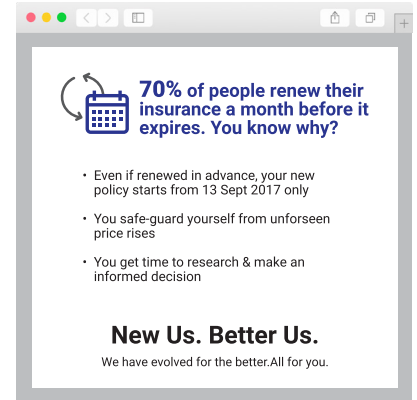 70% of people renew their
insurance a month before it
expires. You know why?
• Even if renewed in advance, your new
policy starts from 13 Sept 2017 only
• You safe-guard yourself from unforseen
price rises
• You get time to research & make an
informed decision
New Us. Better Us.
We have evolved for the better.All for you.